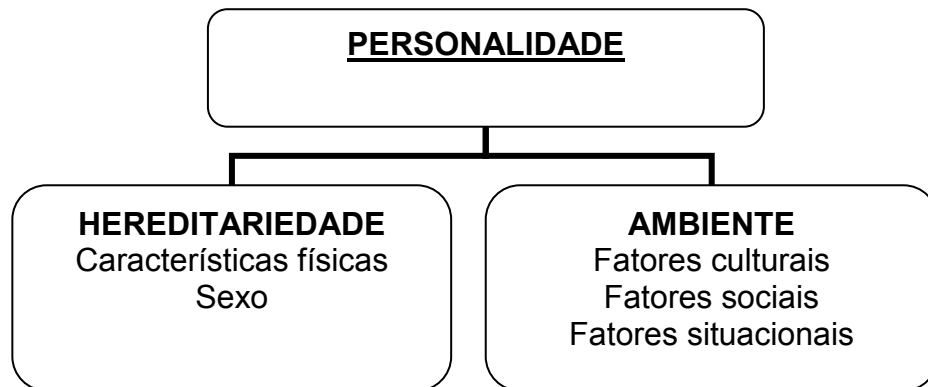 PERSONALIDADE
HEREDITARIEDADE
Características físicas
Sexo
AMBIENTE
Fatores culturais
Fatores sociais
Fatores situacionais